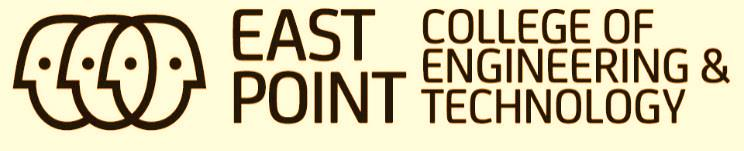 EAST
POINT
COLLEGE OF
ENGINEERING &
TECHNOLOGY